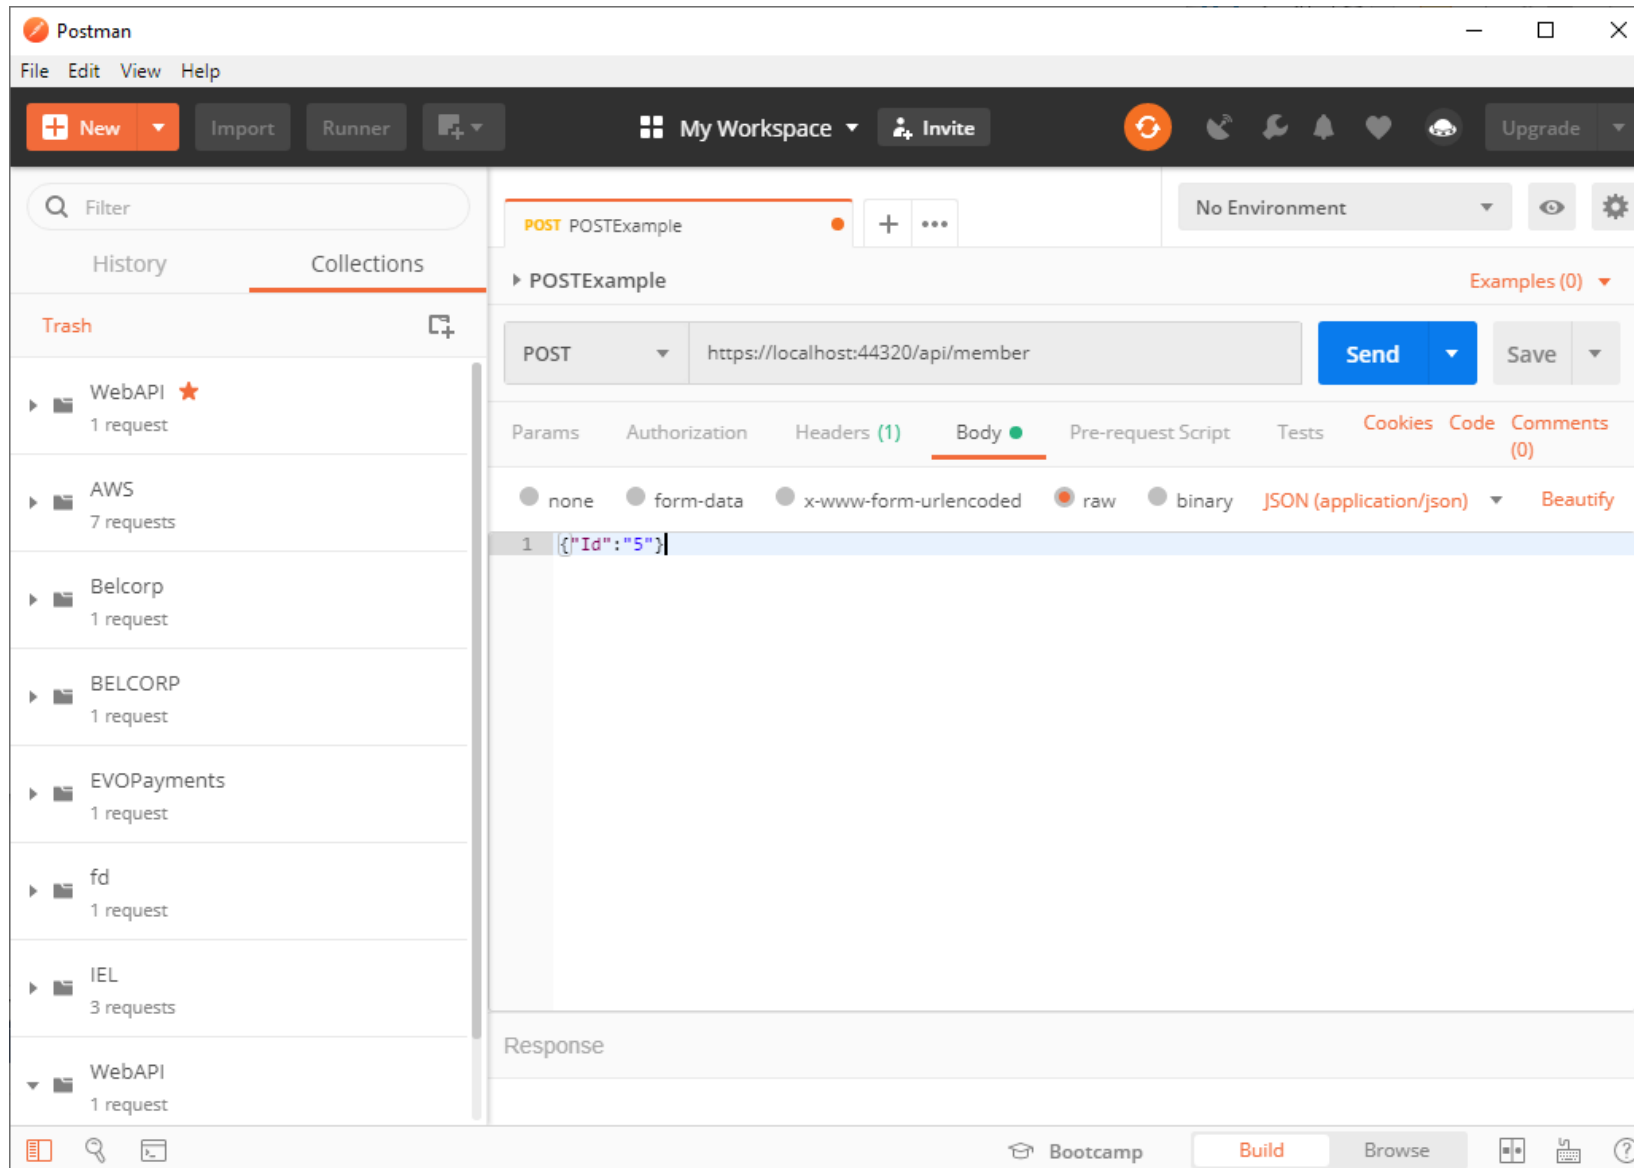 Postman
File Edit View Help
New Import Runner My Workspace Invite Upgrade
Filter
History Collections
Trash
WebAPI
1 request
AWS
7 requests
Belcorp
1 request
BELCORP
1 request
EVOPayments
1 request
fd
1 request
IEL
3 requests
WebAPI
1 request
POST POSTExample
No Environment
POSTExample
Examples (0)
POST https://localhost:44320/api/member Send Save
Params Authorization Headers (1) Body Pre-request Script Tests Cookies Code Comments (0)
none form-data x-www-form-urlencoded raw binary JSON (application/json) Beautify
1 {"Id":"5"}
Response
Bootcamp Build Browse